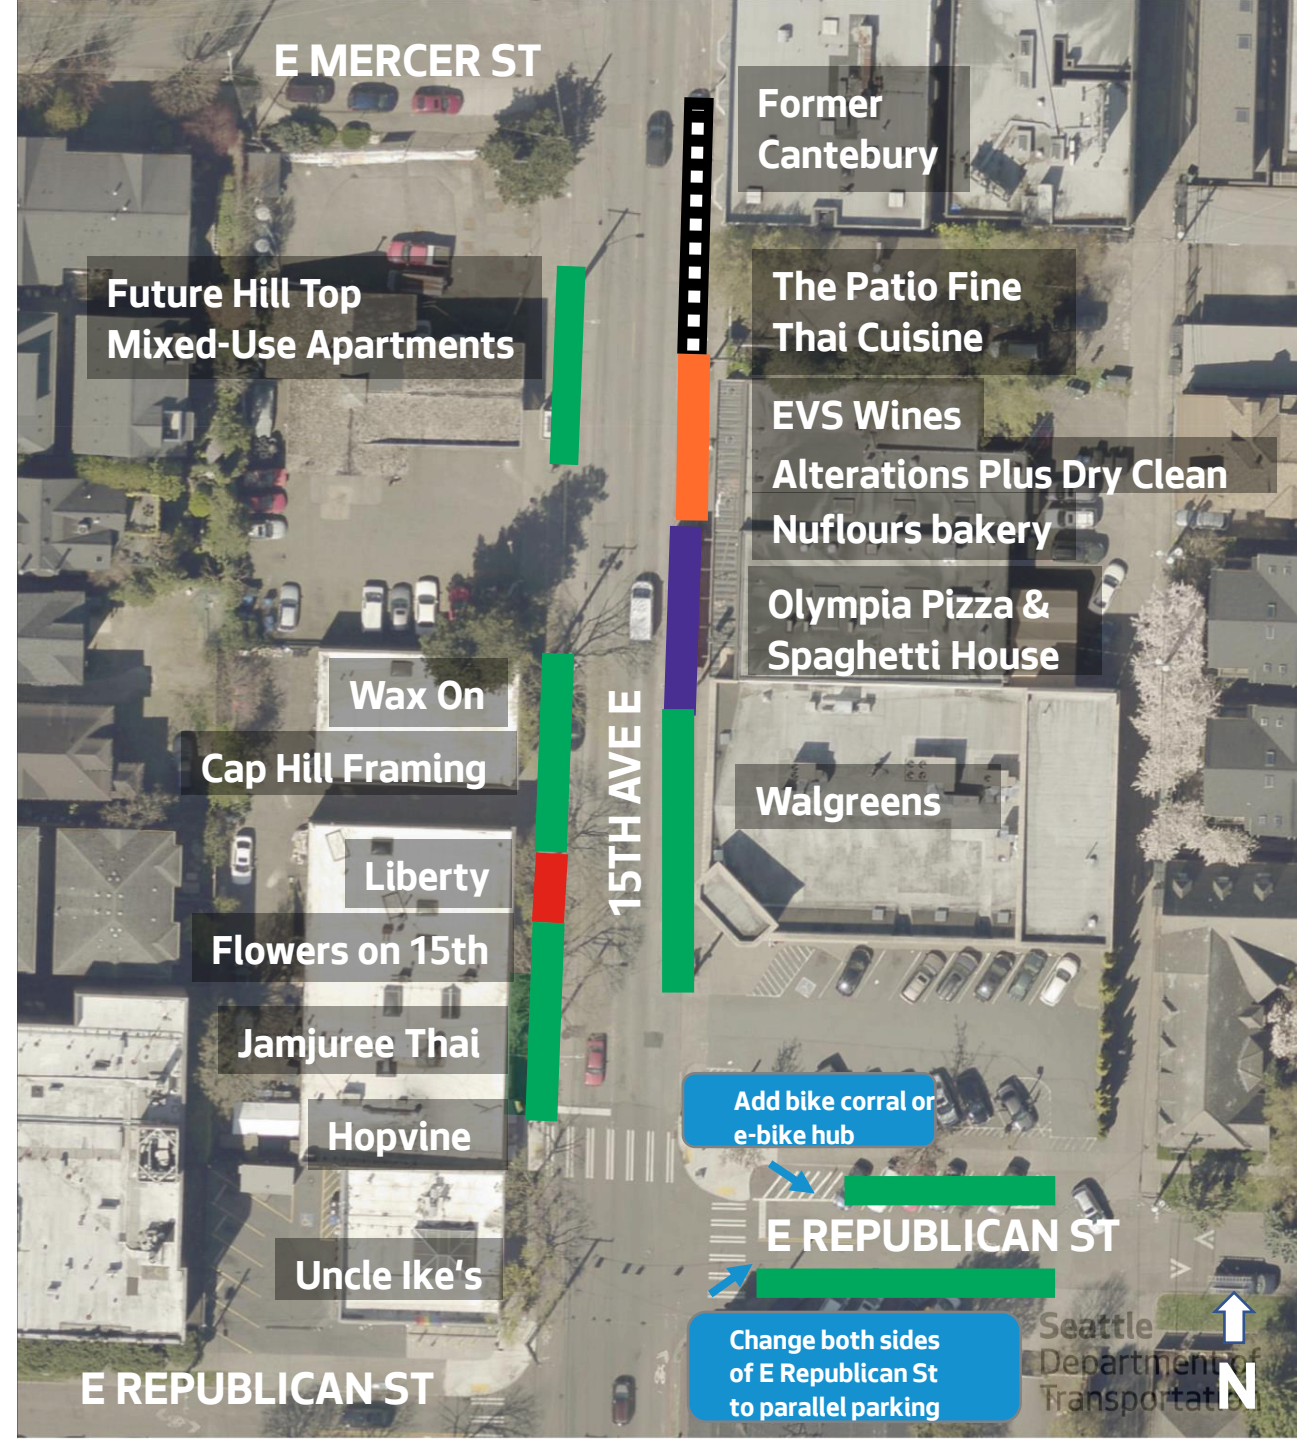 E MERCER ST
Former
Cantebury
Future Hill Top
Mixed-Use Apartments
The Patio Fine
Thai Cuisine
EVS Wines
Alterations Plus Dry Clean
Nuflours bakery
Olympia Pizza &
Spaghetti House
Wax On
Cap Hill Framing
15TH AVE E
Walgreens
Liberty
Flowers on 15th
Jamjuree Thai
Hopvine
Uncle Ike's
Add bike corral or
e-bike hub
E REPUBLICAN ST
Change both sides
of E Republican St
to parallel parking
Seattle
Department of
Transportation
N
E REPUBLICAN ST